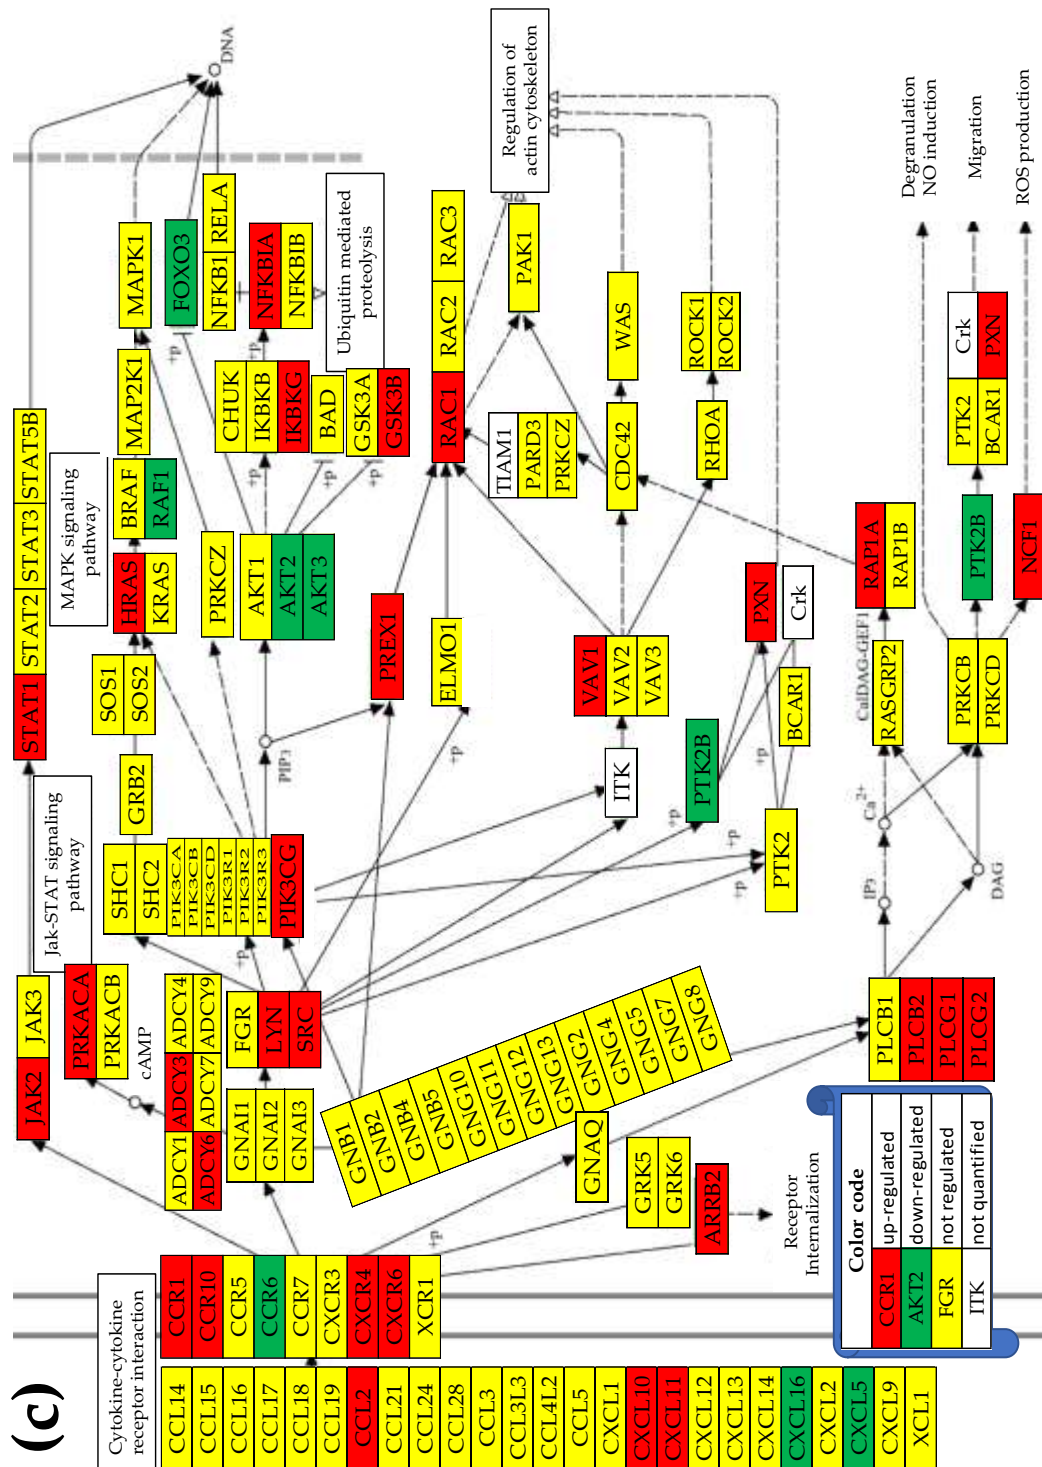 (c)
Cytokine-cytokine
receptor interaction
CCL14
CCL15
CCL16
CCL17
CCL18
CCL19
CCL2
CCL21
CCL24
CCL28
CCL3
CCL3L3
CCL4L2
CCL5
CXCL1
CXCL10
CXCL11
CXCL12
CXCL13
CXCL14
CXCL16
CXCL2
CXCL5
CXCL9
XCL1
CCR1
CCR10
CCR5
CCR6
CCR7
CXCR3
CXCR4
CXCR6
XCR1
JAK2 JAK3
Jak-STAT signaling
pathway
STAT1 STAT2 STAT3 STAT5B
PRKACA
PRKACB
cAMP
ADCY1 ADCY3 ADCY4
ADCY6 ADCY7 ADCY9
GNAI1
GNAI2
GNAI3
FGR
LYN
SRC
GNB1
GNB2
GNB4
GNB5
GNG10
GNG11
GNG12
GNG13
GNG2
GNG4
GNG5
GNG7
GNG8
GNAQ
GRK5
GRK6
+p
ARRB2
Receptor
Internalization
SHC1
SHC2
GRB2
SOS1
SOS2
MAPK signaling
pathway
HRAS
KRAS
BRAF
RAF1
MAP2K1
MAPK1
DNA
PIK3CA
PIK3CB
PIK3CD
PIK3R1
PIK3R2
PIK3R3
PIK3CG
+p
PIP3
PRKCZ
AKT1
AKT2
AKT3
+p
FOXO3
NFKB1 RELA
+p
CHUK
IKBKB
IKBKG
+p
NFKBIA
NFKBIB
BAD
+p
GSK3A
GSK3B
+p
Ubiquitin mediated
proteolysis
PREX1
ELMO1
+p
RAC1 RAC2 RAC3
TIAM1
PARD3
PRKCZ
PAK1
Regulation of
actin cytoskeleton
ITK
VAV1
VAV2
VAV3
CDC42
WAS
RHOA
ROCK1
ROCK2
+p
PTK2B
+p
+p
PTK2
+p
BCAR1
PXN
Crk
PLCB1
PLCB2
PLCG1
PLCG2
IP3
Ca2+
DAG
CalDAG-GEF1
RASGRP2
RAP1A
RAP1B
PRKCB
PRKCD
PTK2B
PTK2 Crk
BCAR1 PXN
NCF1
Degranulation
NO induction
Migration
ROS production
Color code
CCR1 up-regulated
AKT2 down-regulated
FGR not regulated
ITK not quantified